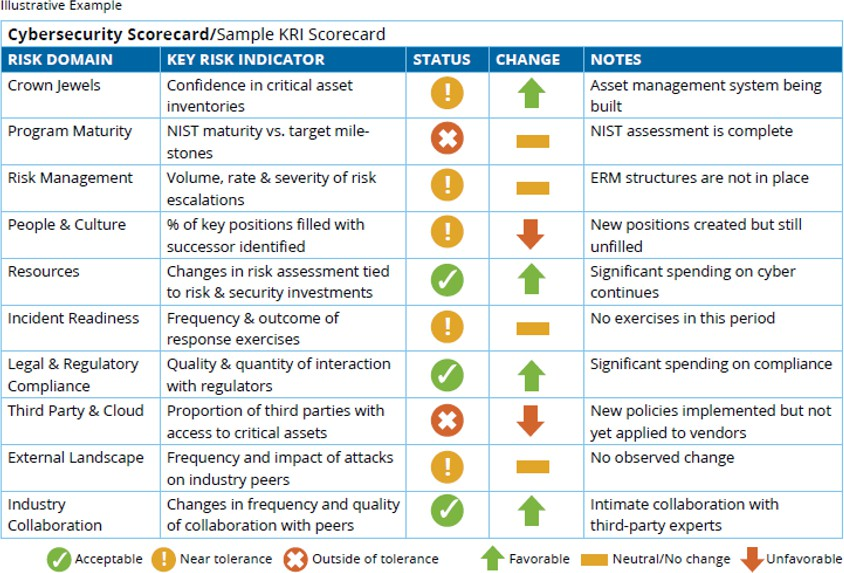 Illustrative Example
Cybersecurity Scorecard/Sample KRI Scorecard
RISK DOMAIN KEY RISK INDICATOR STATUS CHANGE NOTES
Crown Jewels
Confidence in critical asset
inventories
Asset management system being
built
Program Maturity
NIST maturity vs. target mile-
stones
NIST assessment is complete
Risk Management
Volume, rate & severity of risk
escalations
ERM structures are not in place
People & Culture
% of key positions filled with
successor identified
New positions created but still
unfilled
Resources
Changes in risk assessment tied
to risk & security investments
Significant spending on cyber
continues
Incident Readiness
Frequency & outcome of
response exercises
No exercises in this period
Legal & Regulatory
Compliance
Quality & quantity of interaction
with regulators
Significant spending on compliance
Third Party & Cloud
Proportion of third parties with
access to critical assets
New policies implemented but not
yet applied to vendors
External Landscape
Frequency and impact of attacks
on industry peers
No observed change
Industry
Collaboration
Changes in frequency and quality
of collaboration with peers
Intimate collaboration with
third-party experts
Acceptable Near tolerance Outside of tolerance Favorable Neutral/No change Unfavorable